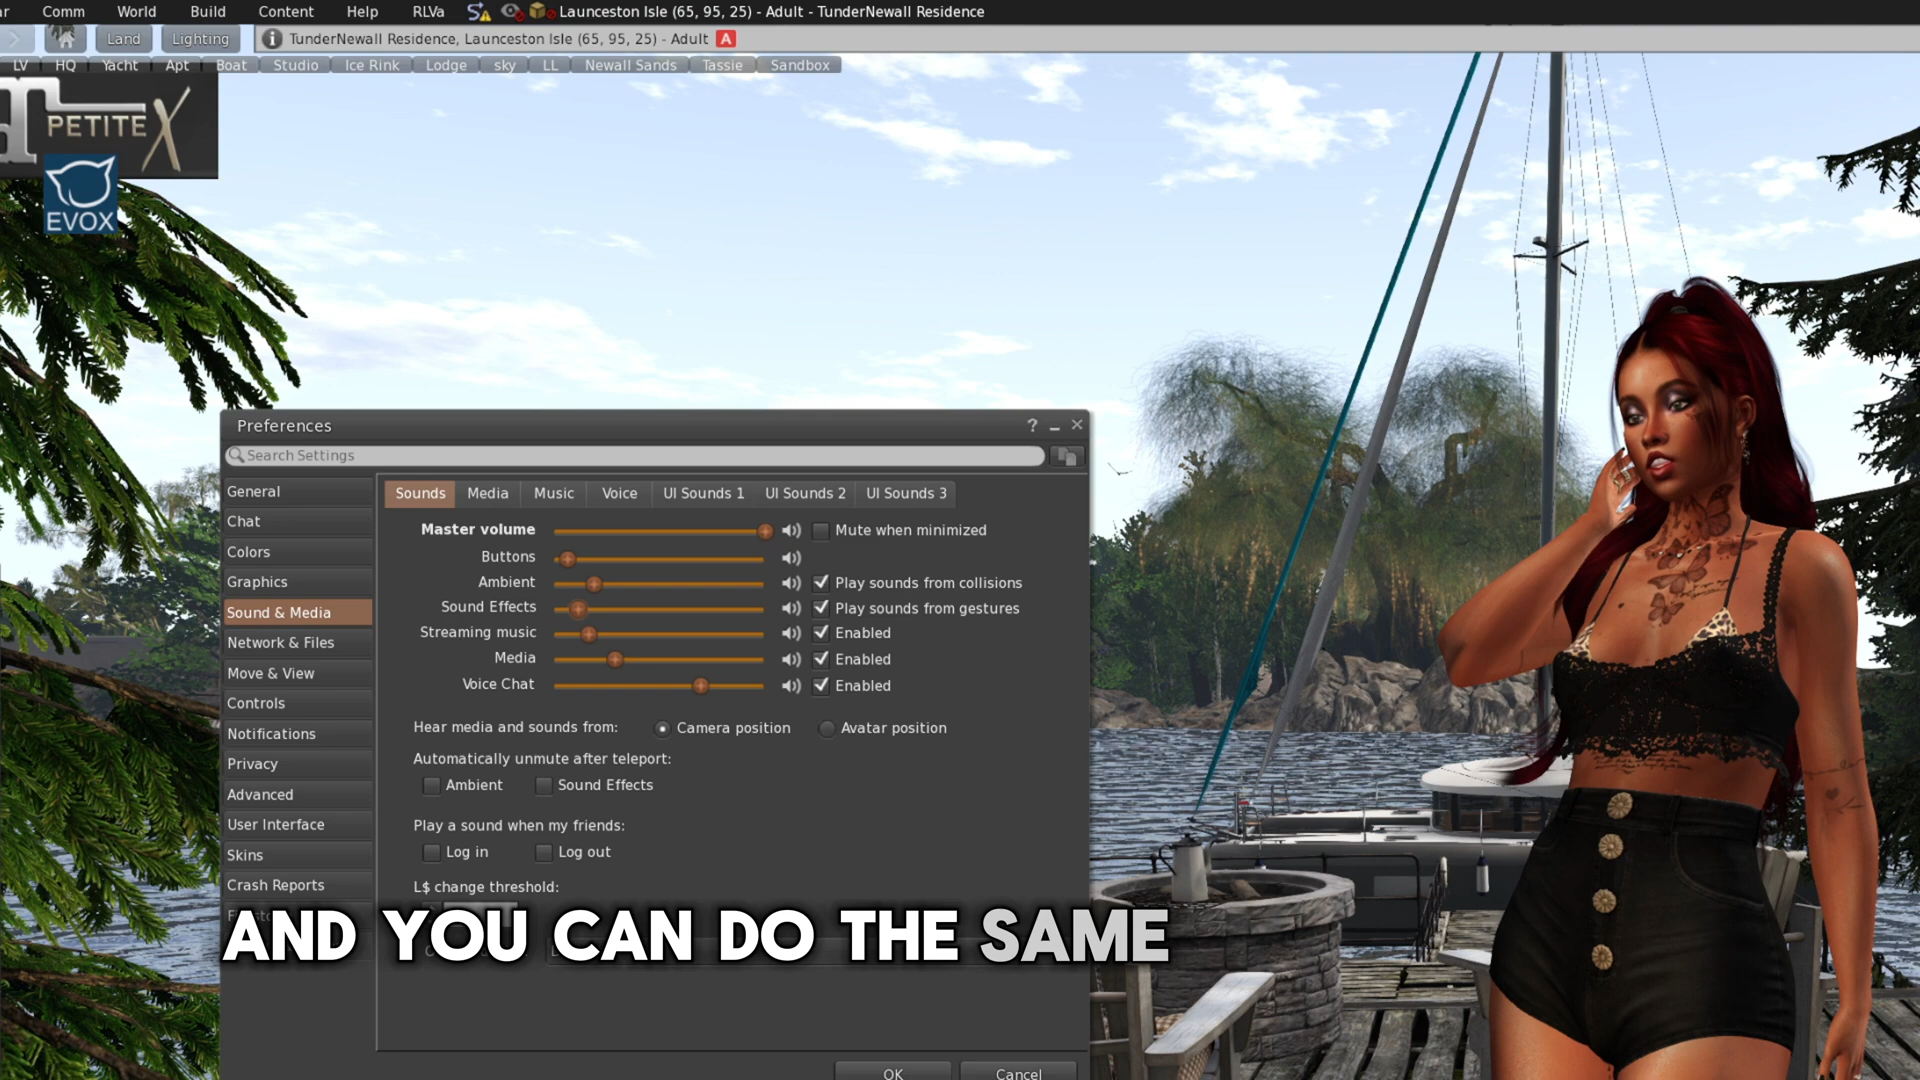 Comm World Build Content Help RLVa Launceston Isle (65, 95, 25) - Adult - TunderNewall Residence
Land Lighting TunderNewall Residence, Launceston Isle (65, 95, 25) - Adult A
LV HQ Yacht Apt Boat Studio Ice Rink Lodge sky LL Newall Sands Tassie Sandbox
PETITE X
EVOX
Preferences
Search Settings
General
Chat
Colors
Graphics
Sound & Media
Network & Files
Move & View
Controls
Notifications
Privacy
Advanced
User Interface
Skins
Crash Reports
Sounds Media Music Voice UI Sounds 1 UI Sounds 2 UI Sounds 3
Master volume Mute when minimized
Buttons
Ambient Play sounds from collisions
Sound Effects Play sounds from gestures
Streaming music Enabled
Media Enabled
Voice Chat Enabled
Hear media and sounds from: Camera position Avatar position
Automatically unmute after teleport:
Ambient Sound Effects
Play a sound when my friends:
Log in Log out
L$ change threshold:
AND YOU CAN DO THE SAME
OK Cancel